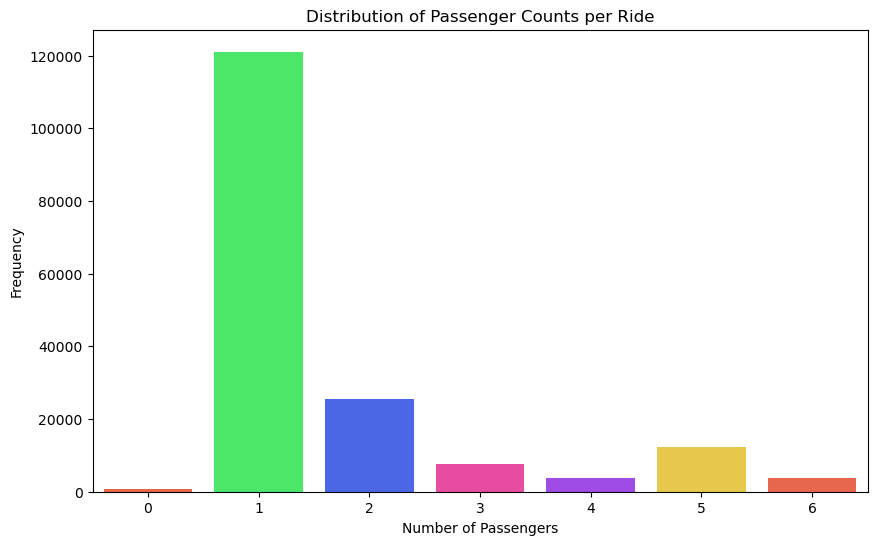 Distribution of Passenger Counts per Ride
120000
100000
80000
60000
40000
20000
0
Frequency
0 1 2 3 4 5 6
Number of Passengers